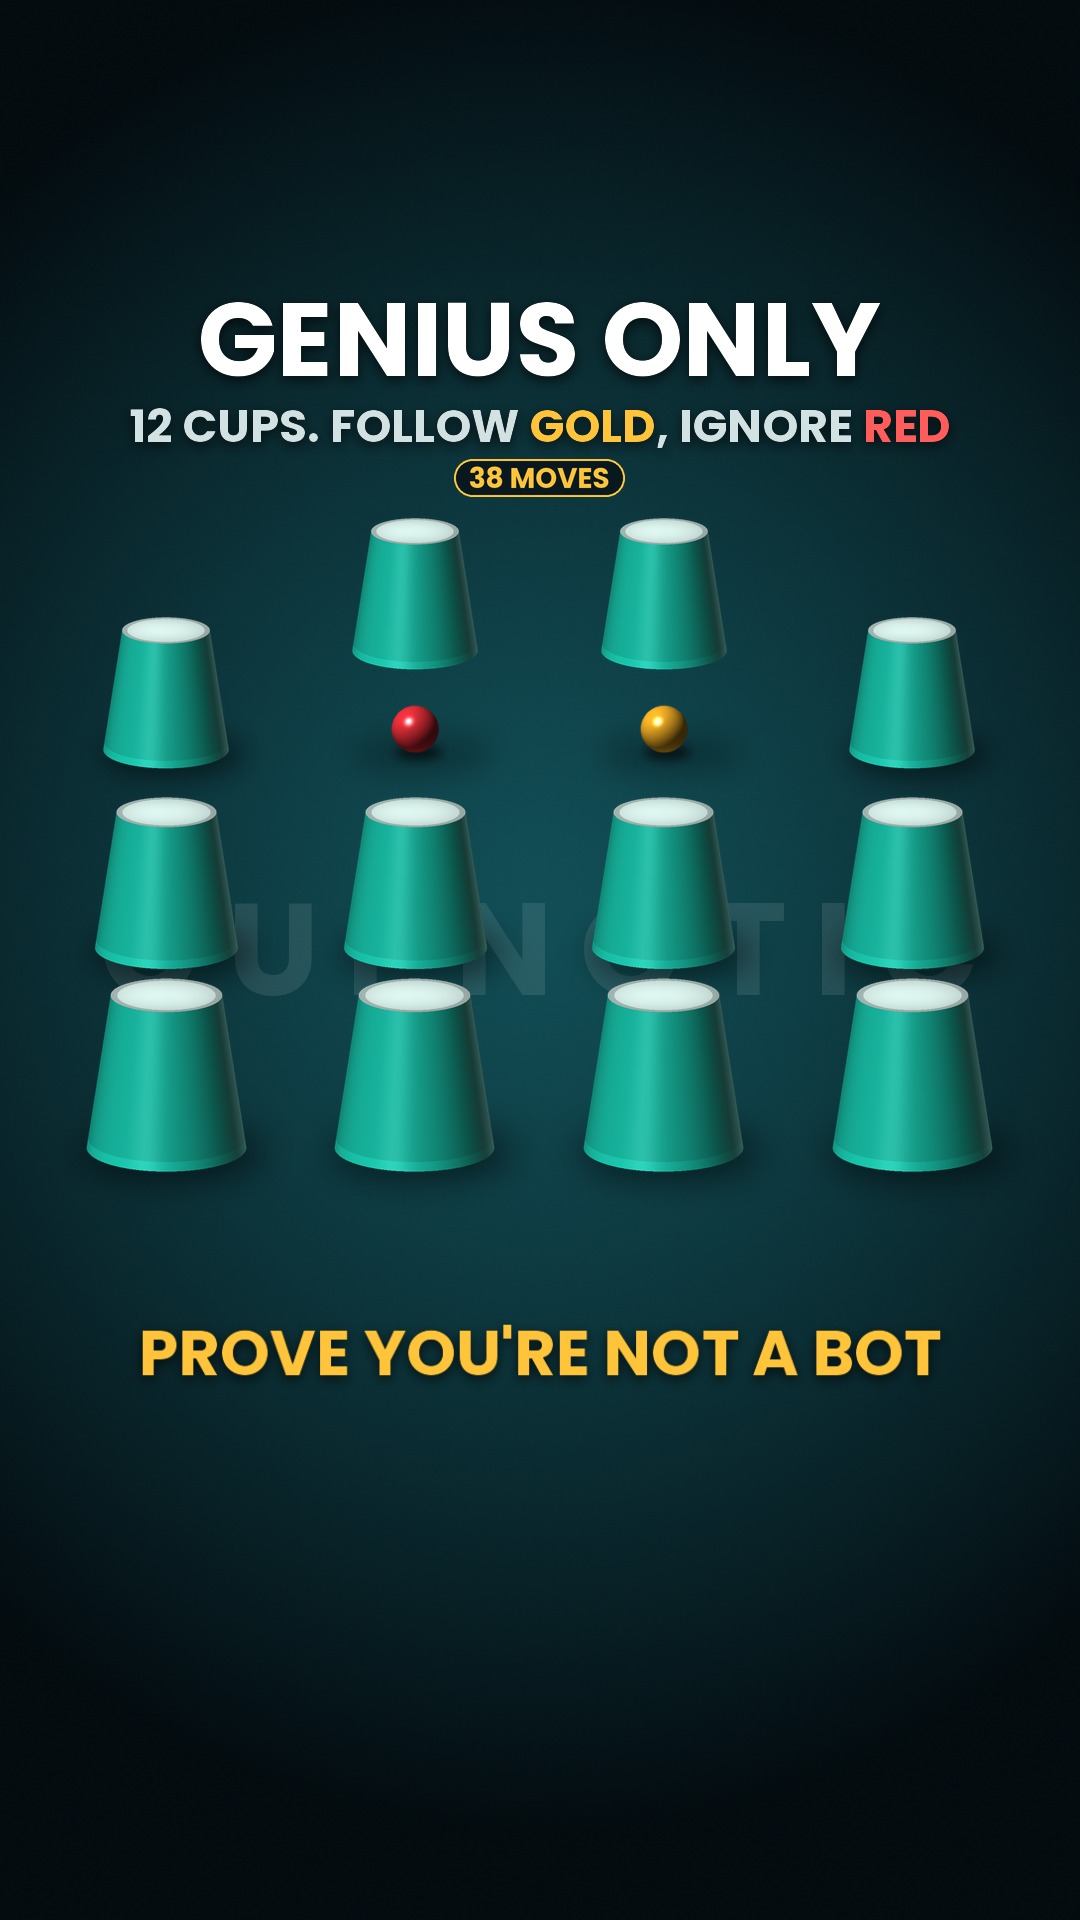 GENIUS ONLY
12 CUPS. FOLLOW GOLD, IGNORE RED
38 MOVES
PROVE YOU'RE NOT A BOT